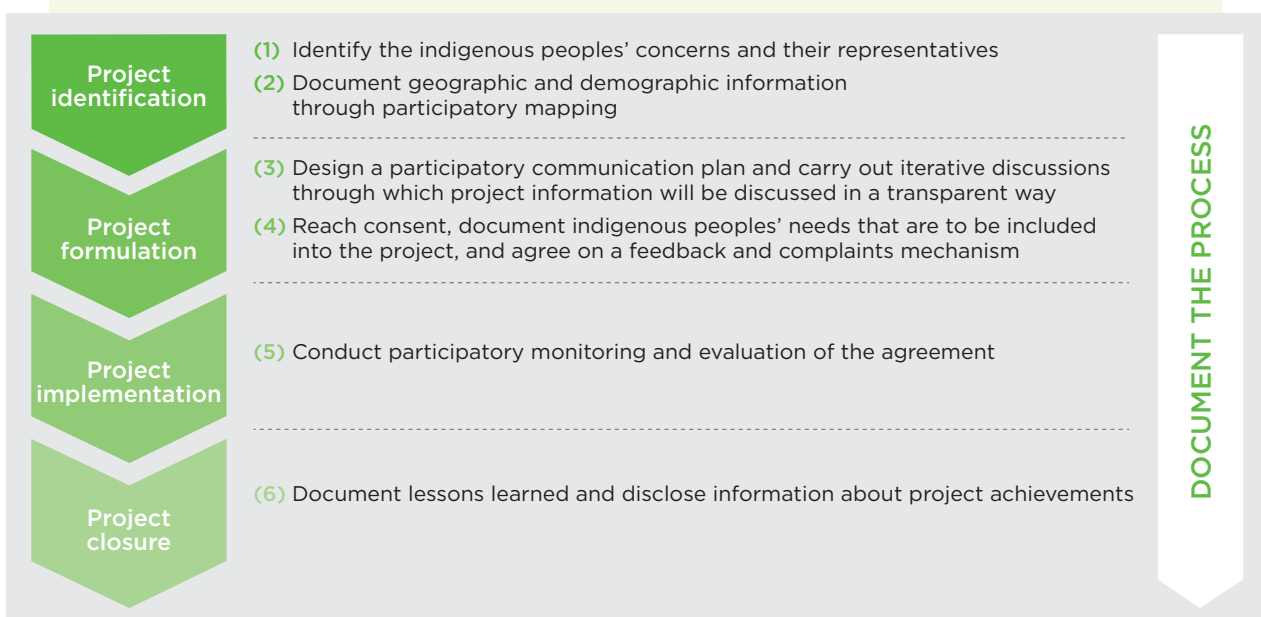 Project
identification
(1) Identify the indigenous peoples’ concerns and their representatives
(2) Document geographic and demographic information
through participatory mapping
Project
formulation
(3) Design a participatory communication plan and carry out iterative discussions
through which project information will be discussed in a transparent way
(4) Reach consent, document indigenous peoples’ needs that are to be included
into the project, and agree on a feedback and complaints mechanism
Project
implementation
(5) Conduct participatory monitoring and evaluation of the agreement
Project
closure
(6) Document lessons learned and disclose information about project achievements
DOCUMENT THE PROCESS